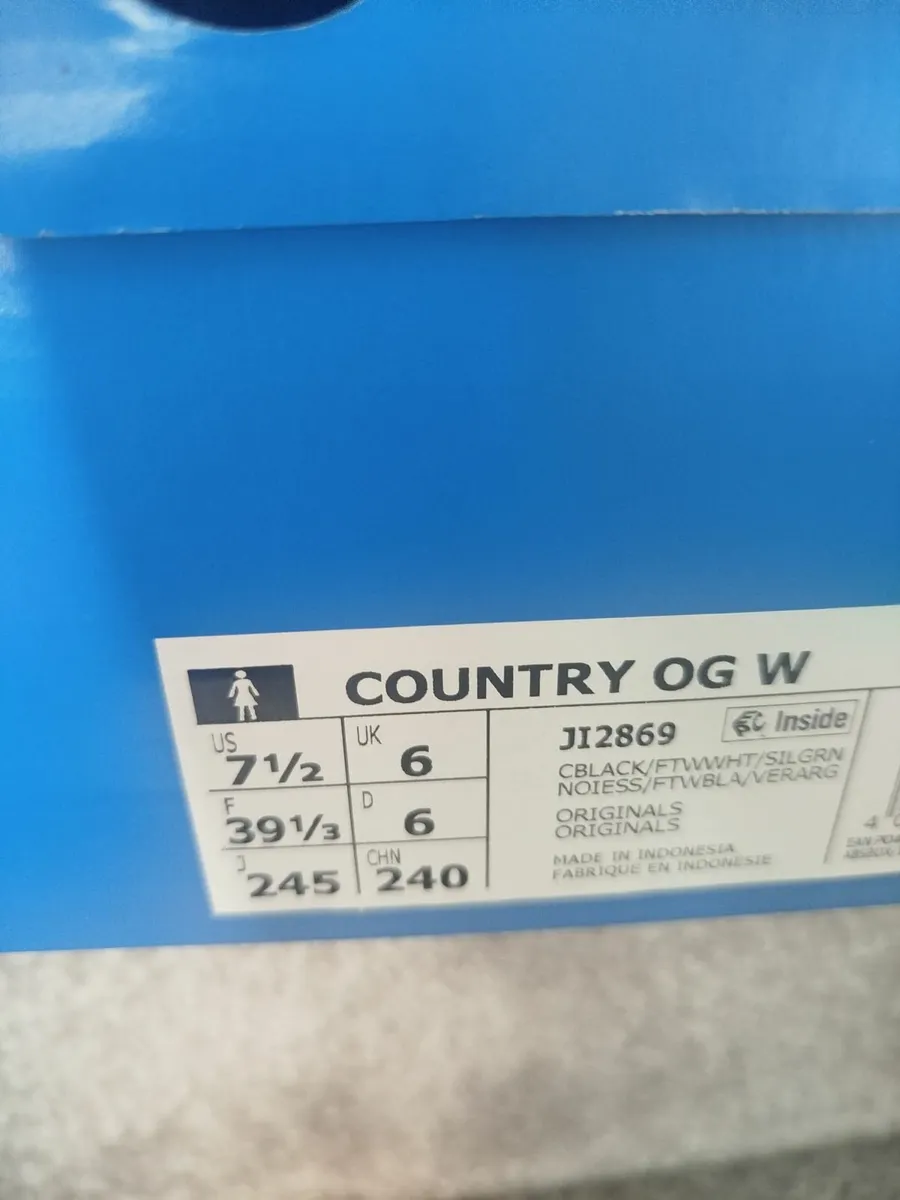 COUNTRY OG W
US
7½
UK
6
F
39⅓
D
6
J
245
CHN
240
JI2869
Inside
CBLACK/FTWWHT/SILGRN
NOIESS/FTWBLA/VERARG
ORIGINALS
ORIGINALS
MADE IN INDONESIA
FABRIQUE EN INDONESIE
4